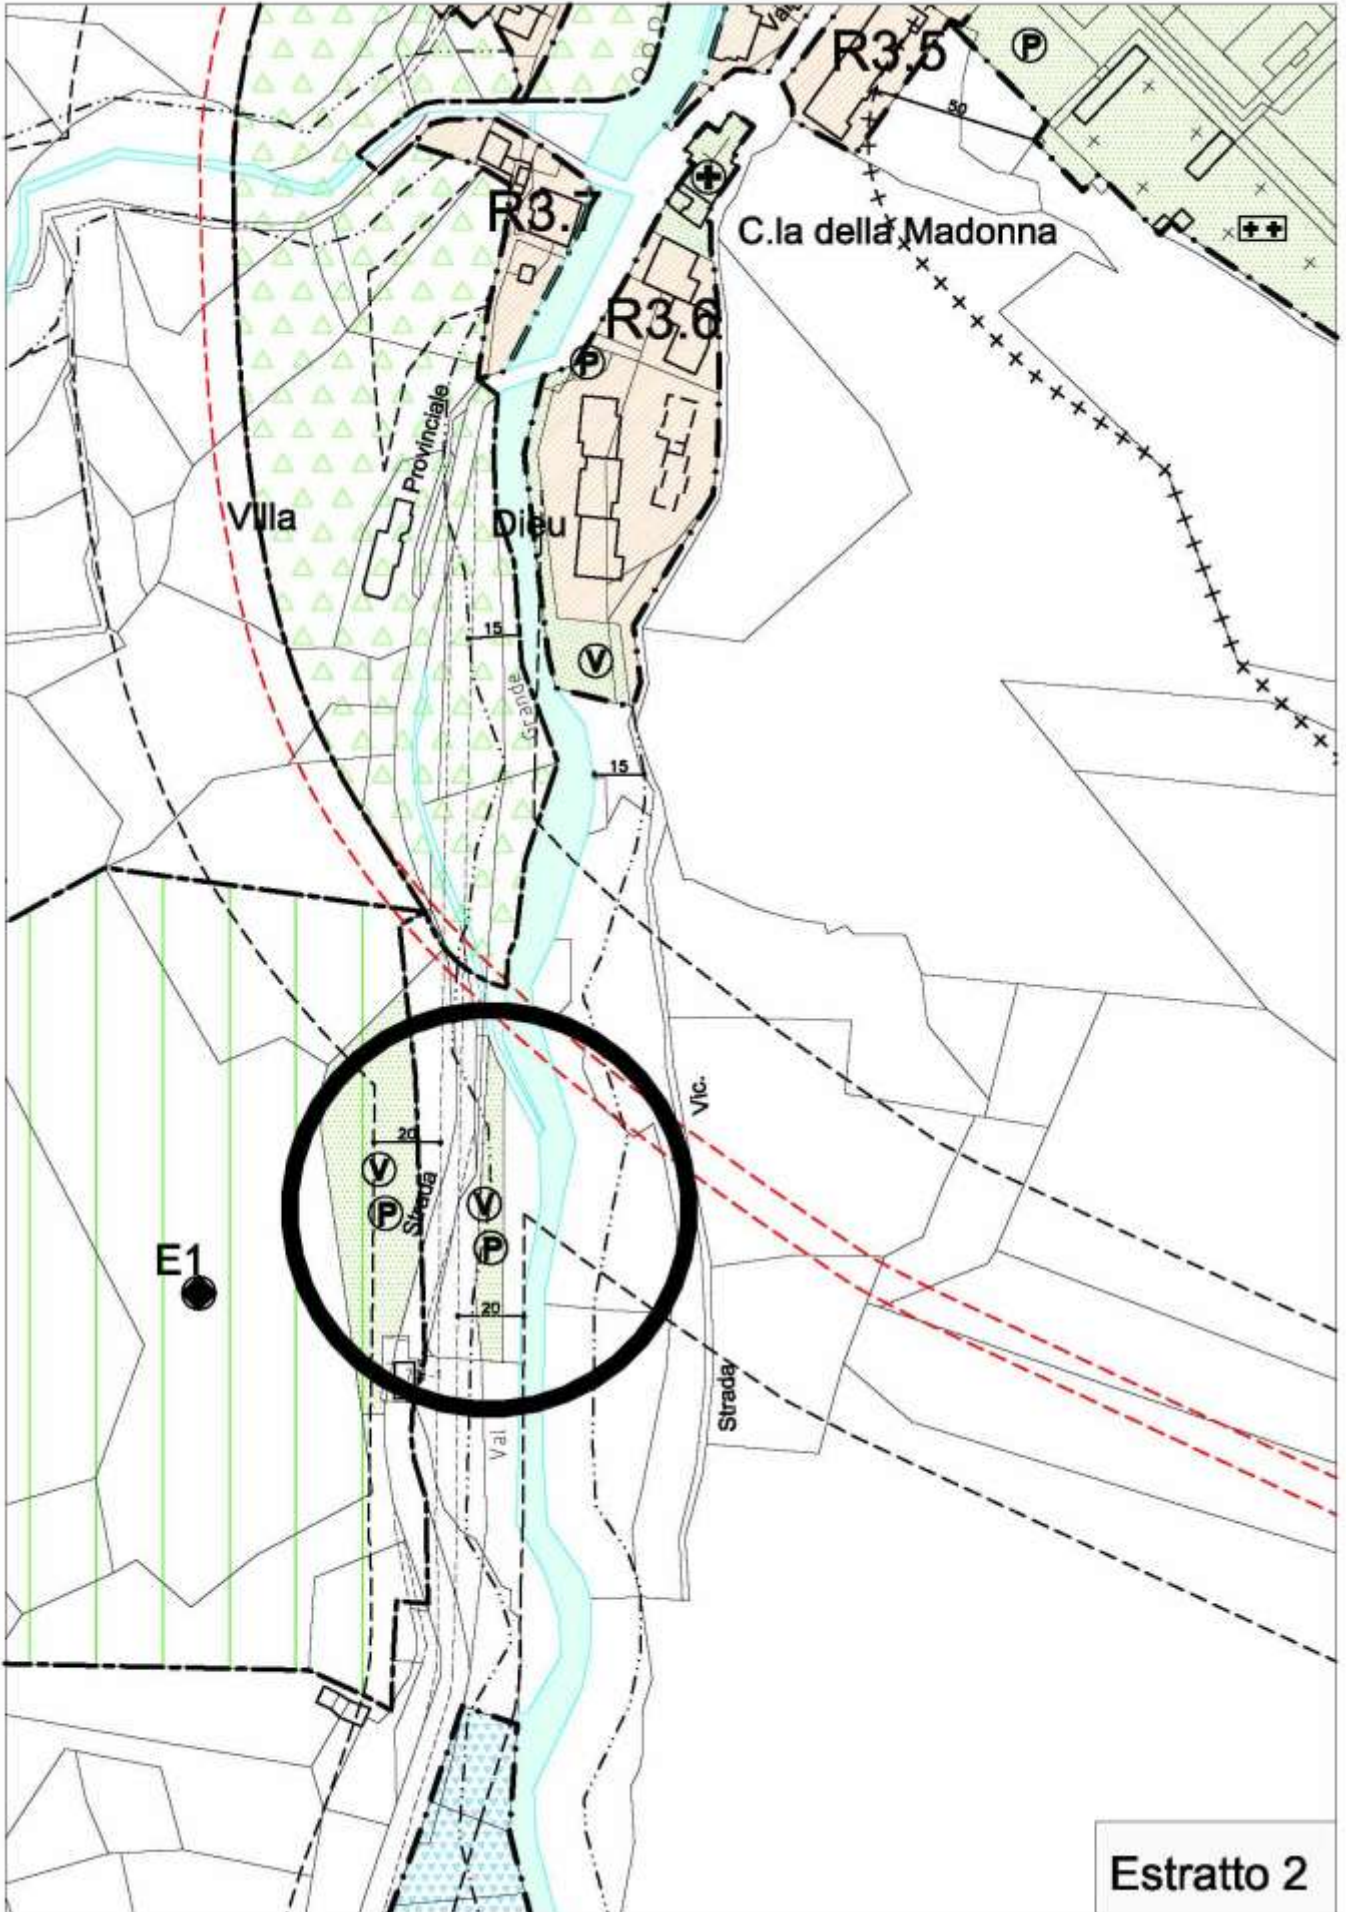 R3.5
P
50
R3.7
C.la della Madonna
R3.6
P
Provinciale
Villa
Dieu
15
V
Grande
15
Vic.
20
V
Strada
P
V
P
E1
20
Strada
Val
Estratto 2